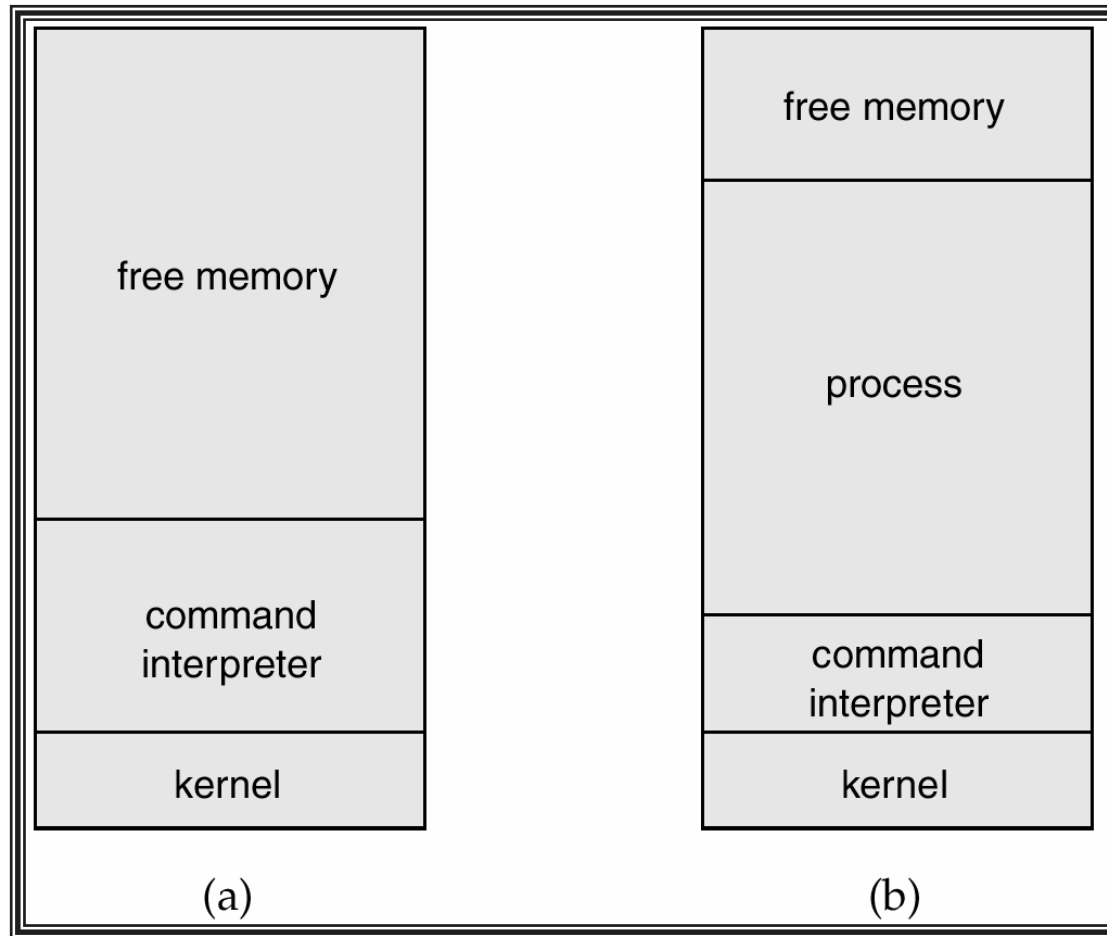 free memory
command
interpreter
kernel
(a)
free memory
process
command
interpreter
kernel
(b)